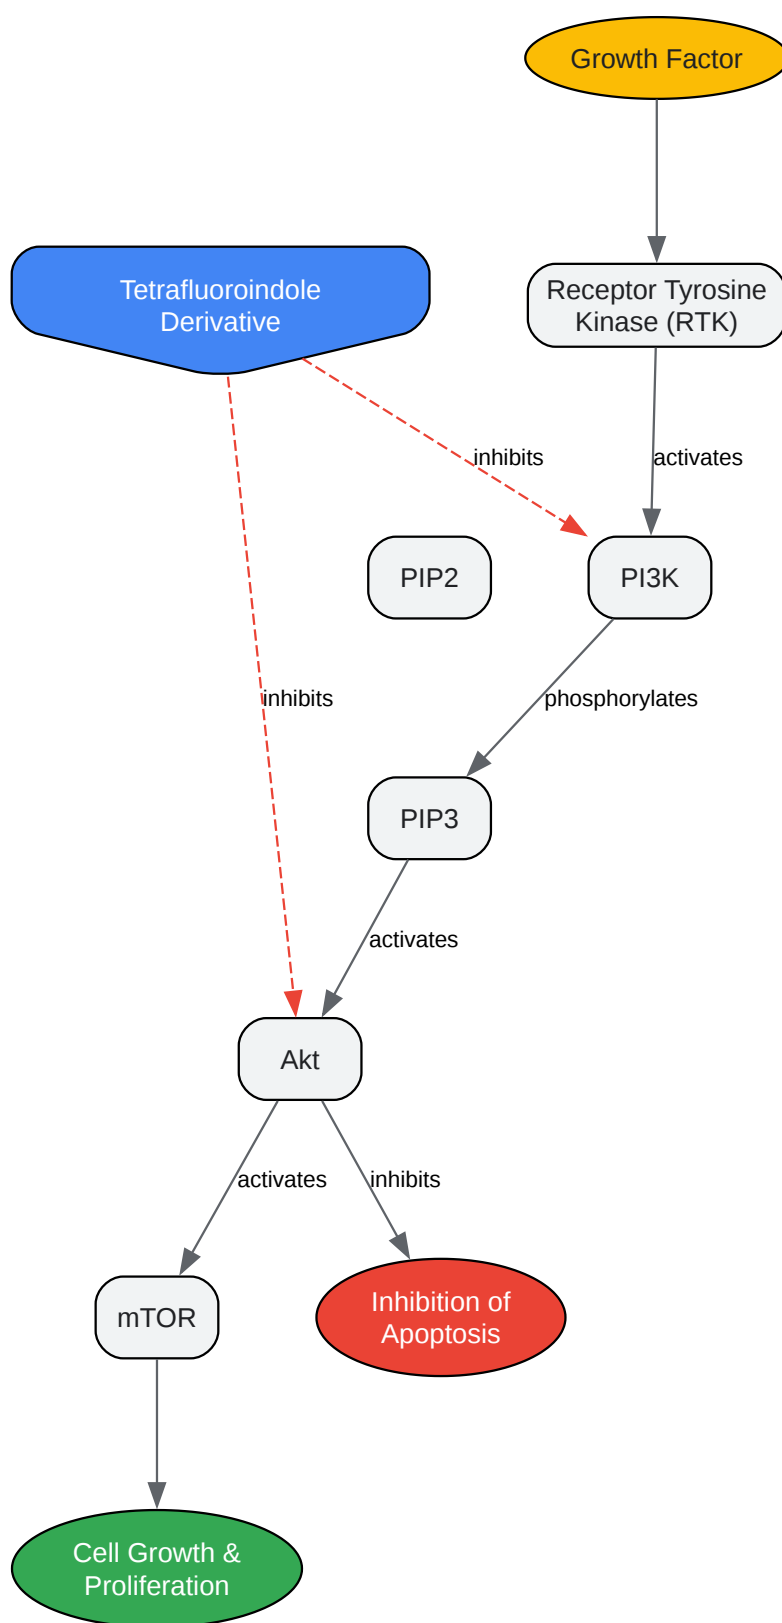 Growth Factor
Tetrafluoroindole
Derivative
Receptor Tyrosine
Kinase (RTK)
inhibits
activates
PIP2
PI3K
inhibits
phosphorylates
PIP3
activates
Akt
activates
inhibits
mTOR
Inhibition of
Apoptosis
Cell Growth &
Proliferation